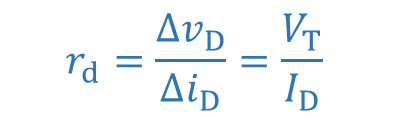 r_d = Δv_D / Δi_D = V_T / I_D